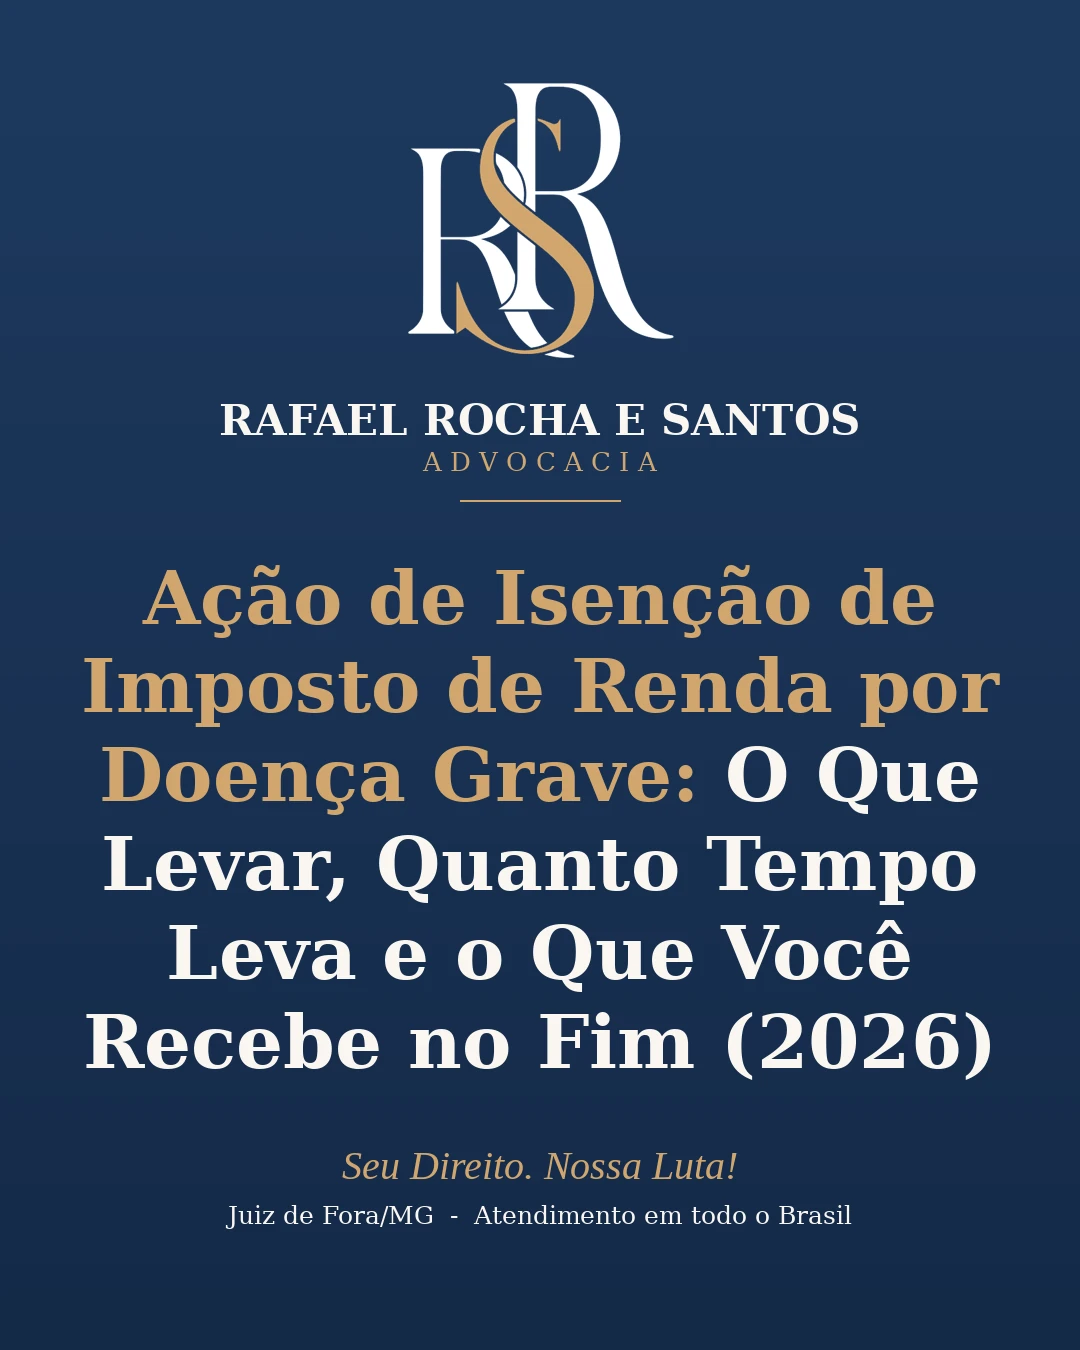 RSR
RAFAEL ROCHA E SANTOS
ADVOCACIA
Ação de Isenção de
Imposto de Renda por
Doença Grave: O Que
Levar, Quanto Tempo
Leva e o Que Você
Recebe no Fim (2026)
Seu Direito. Nossa Luta!
Juiz de Fora/MG - Atendimento em todo o Brasil